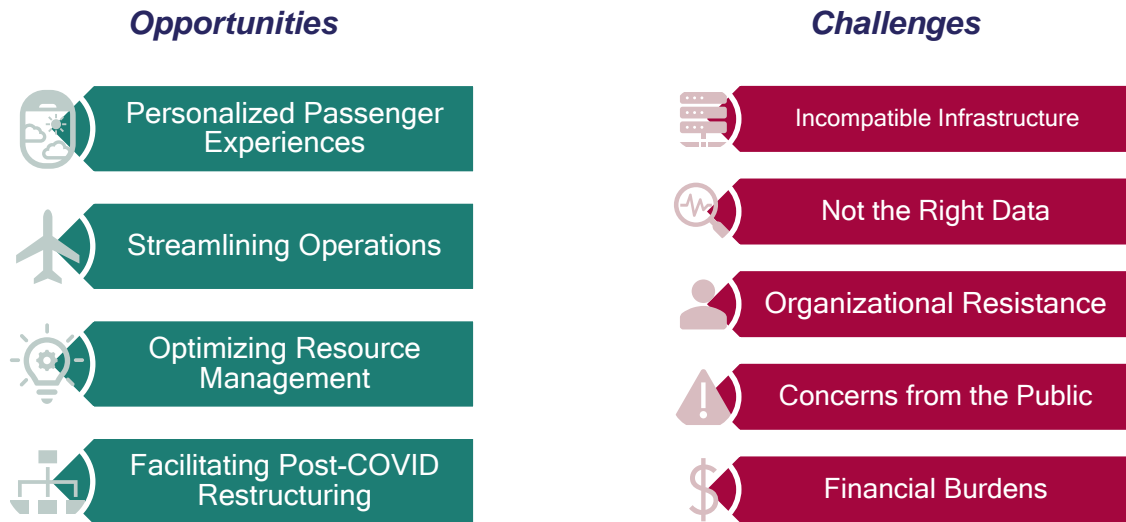 Opportunities
Personalized Passenger
Experiences
Streamlining Operations
Optimizing Resource
Management
Facilitating Post-COVID
Restructuring
Challenges
Incompatible Infrastructure
Not the Right Data
Organizational Resistance
Concerns from the Public
Financial Burdens